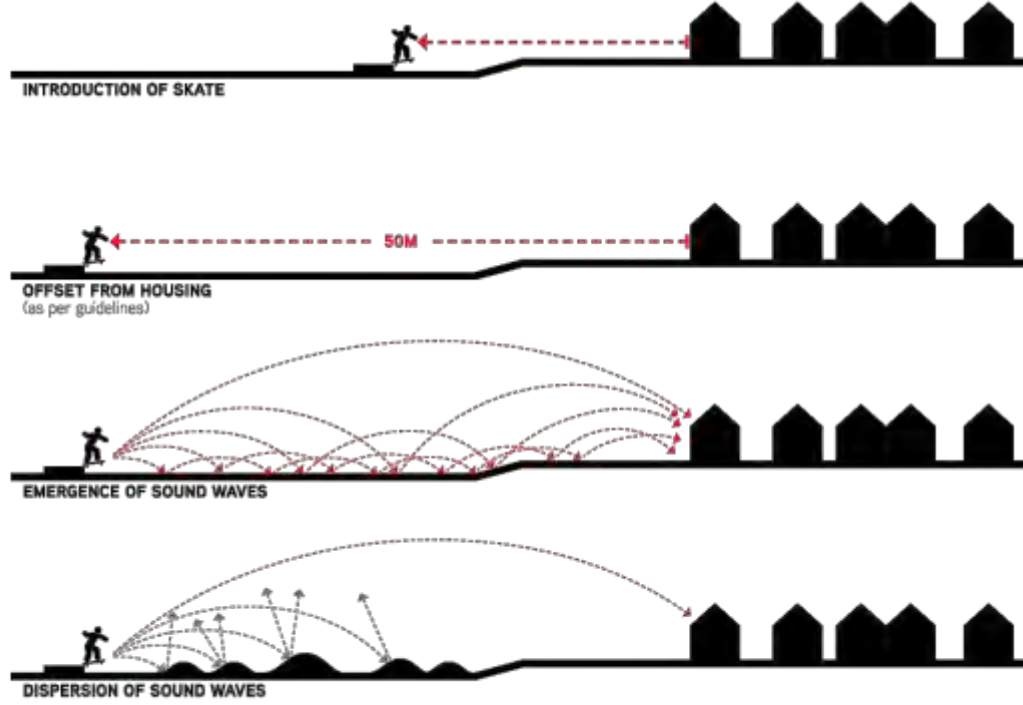 INTRODUCTION OF SKATE
50M
OFFSET FROM HOUSING
(as per guidelines)
EMERGENCE OF SOUND WAVES
DISPERSION OF SOUND WAVES